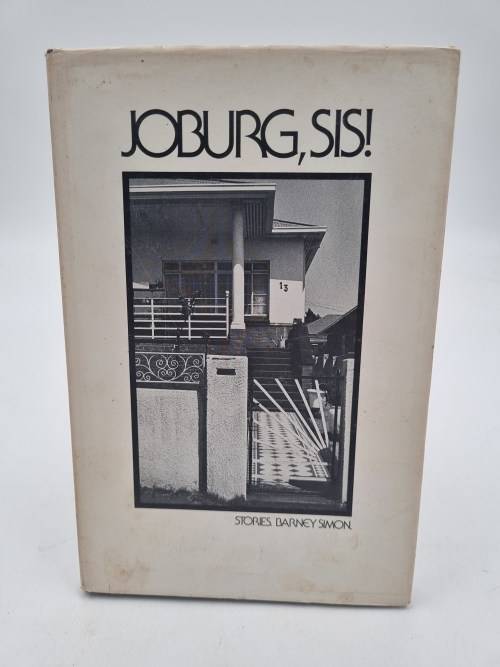 JOBURG, SIS!
13
STORIES. BARNEY SIMON.